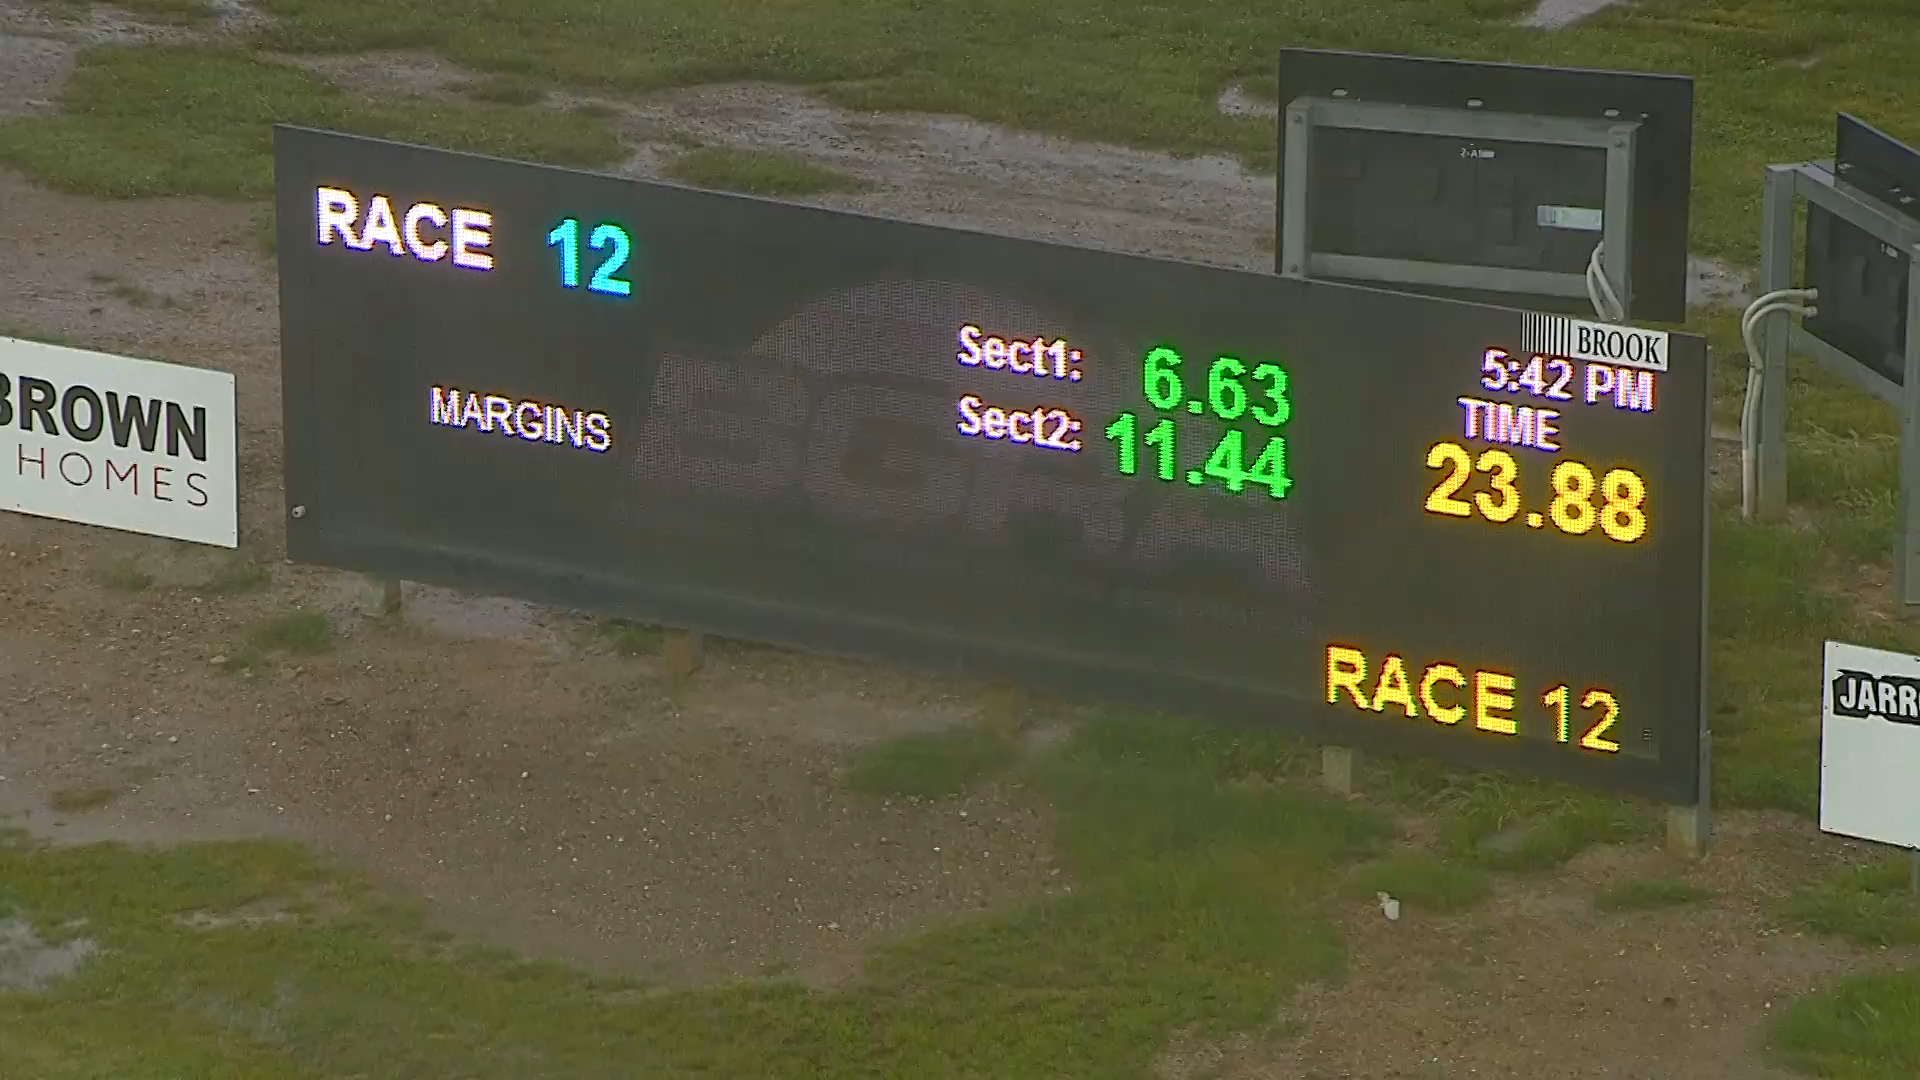 RACE 12
BROOK
5:42 PM
Sect1: 6.63
TIME
MARGINS
Sect2: 11.44
23.88
RACE 12
BROWN
HOMES
JARR